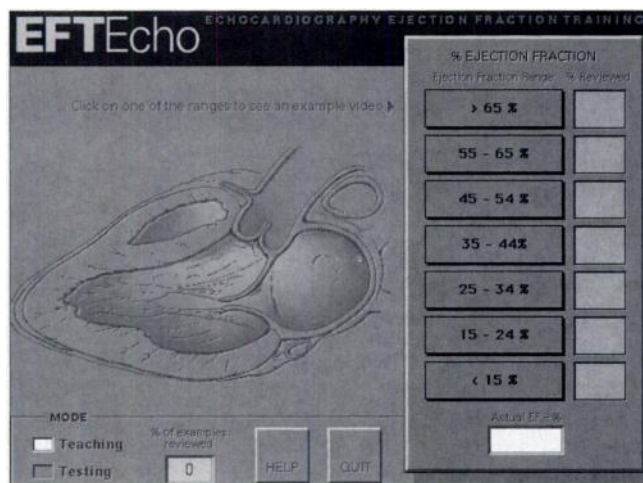 EFTEcho
ECHOCARDIOGRAPHY EJECTION FRACTION TRAINING
Click on one of the ranges to see an example video
% EJECTION FRACTION
Ejection Fraction Range % Reviewed
> 65 %
55 - 65 %
45 - 54 %
35 - 44%
25 - 34 %
15 - 24 %
< 15 %
Actual EF - %
MODE
Teaching
Testing
% of examples
reviewed
0
HELP
QUIT